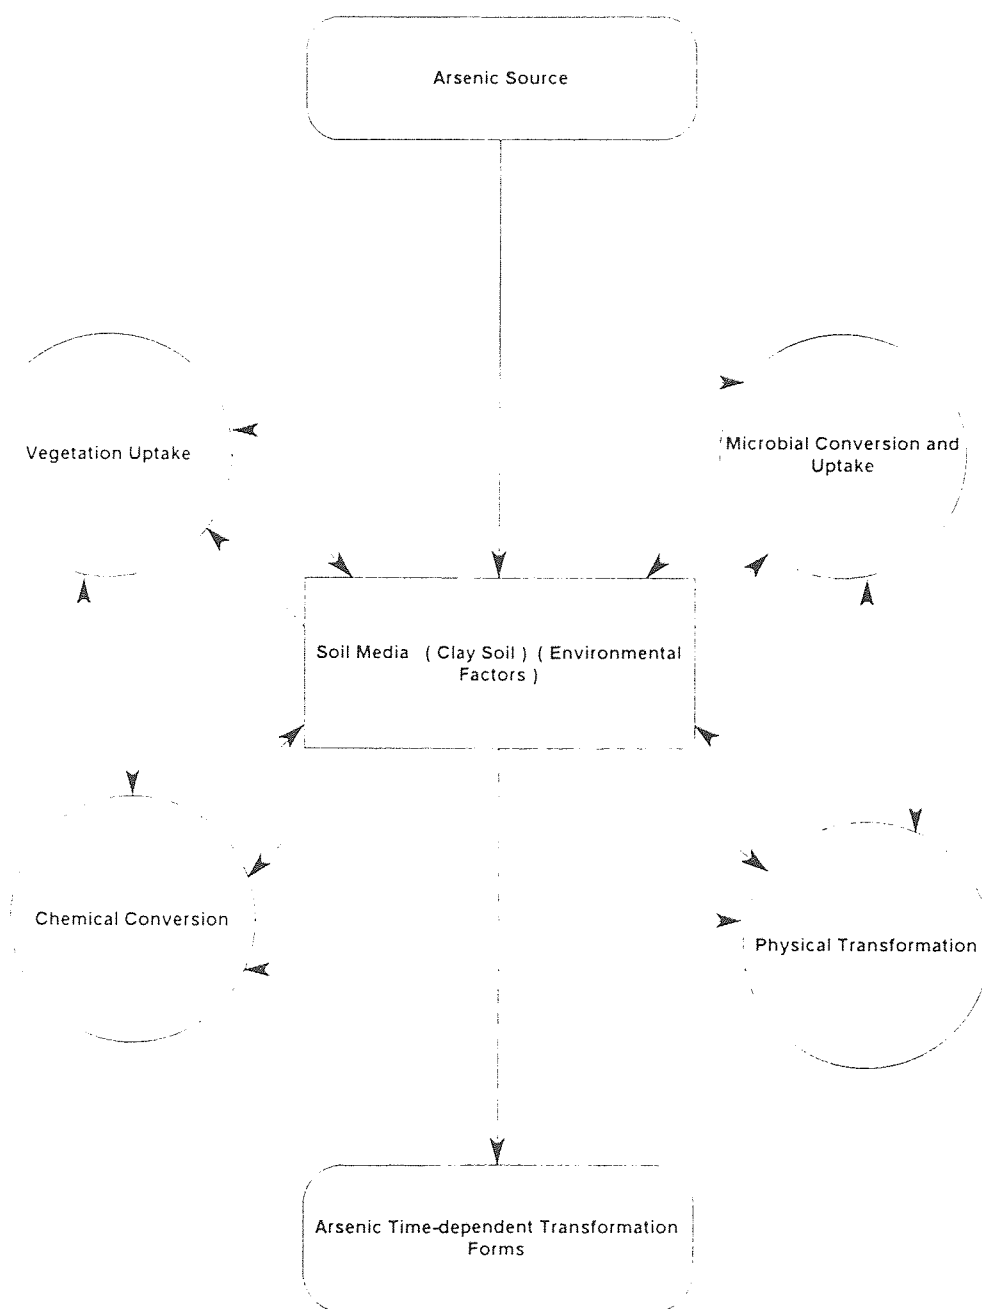 Arsenic Source
Vegetation Uptake
Microbial Conversion and
Uptake
Soil Media ( Clay Soil ) ( Environmental
Factors )
Chemical Conversion
Physical Transformation
Arsenic Time-dependent Transformation
Forms